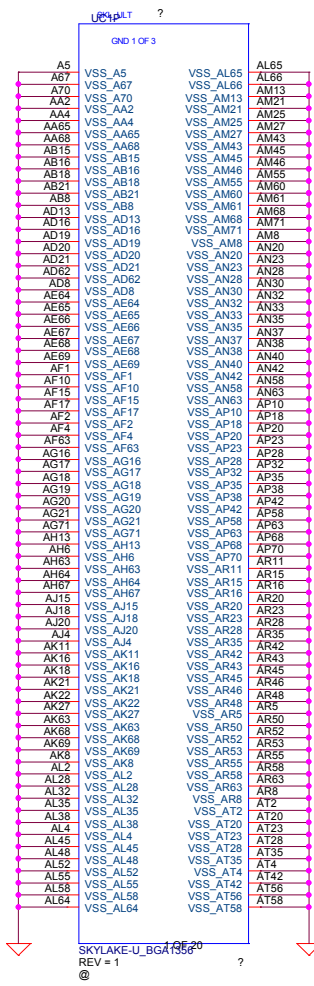 SKL_ULT
UC1P
?
GND 1 OF 3
A5 VSS_A5 VSS_AL65 AL65
A67 VSS_A67 VSS_AL66 AL66
A70 VSS_A70 VSS_AM13 AM13
AA2 VSS_AA2 VSS_AM21 AM21
AA4 VSS_AA4 VSS_AM25 AM25
AA65 VSS_AA65 VSS_AM27 AM27
AA68 VSS_AA68 VSS_AM43 AM43
AB15 VSS_AB15 VSS_AM45 AM45
AB16 VSS_AB16 VSS_AM46 AM46
AB18 VSS_AB18 VSS_AM55 AM55
AB21 VSS_AB21 VSS_AM60 AM60
AB8 VSS_AB8 VSS_AM61 AM61
AD13 VSS_AD13 VSS_AM68 AM68
AD16 VSS_AD16 VSS_AM71 AM71
AD19 VSS_AD19 VSS_AM8 AM8
AD20 VSS_AD20 VSS_AN20 AN20
AD21 VSS_AD21 VSS_AN23 AN23
AD62 VSS_AD62 VSS_AN28 AN28
AD8 VSS_AD8 VSS_AN30 AN30
AE64 VSS_AE64 VSS_AN32 AN32
AE65 VSS_AE65 VSS_AN33 AN33
AE66 VSS_AE66 VSS_AN35 AN35
AE67 VSS_AE67 VSS_AN37 AN37
AE68 VSS_AE68 VSS_AN38 AN38
AE69 VSS_AE69 VSS_AN40 AN40
AF1 VSS_AF1 VSS_AN42 AN42
AF10 VSS_AF10 VSS_AN58 AN58
AF15 VSS_AF15 VSS_AN63 AN63
AF17 VSS_AF17 VSS_AP10 AP10
AF2 VSS_AF2 VSS_AP18 AP18
AF4 VSS_AF4 VSS_AP20 AP20
AF63 VSS_AF63 VSS_AP23 AP23
AG16 VSS_AG16 VSS_AP28 AP28
AG17 VSS_AG17 VSS_AP32 AP32
AG18 VSS_AG18 VSS_AP35 AP35
AG19 VSS_AG19 VSS_AP38 AP38
AG20 VSS_AG20 VSS_AP42 AP42
AG21 VSS_AG21 VSS_AP58 AP58
AG71 VSS_AG71 VSS_AP63 AP63
AH13 VSS_AH13 VSS_AP68 AP68
AH6 VSS_AH6 VSS_AP70 AP70
AH63 VSS_AH63 VSS_AR11 AR11
AH64 VSS_AH64 VSS_AR15 AR15
AH67 VSS_AH67 VSS_AR16 AR16
AJ15 VSS_AJ15 VSS_AR20 AR20
AJ18 VSS_AJ18 VSS_AR23 AR23
AJ20 VSS_AJ20 VSS_AR28 AR28
AJ4 VSS_AJ4 VSS_AR35 AR35
AK11 VSS_AK11 VSS_AR42 AR42
AK16 VSS_AK16 VSS_AR43 AR43
AK18 VSS_AK18 VSS_AR45 AR45
AK21 VSS_AK21 VSS_AR46 AR46
AK22 VSS_AK22 VSS_AR48 AR48
AK27 VSS_AK27 VSS_AR5 AR5
AK63 VSS_AK63 VSS_AR50 AR50
AK68 VSS_AK68 VSS_AR52 AR52
AK69 VSS_AK69 VSS_AR53 AR53
AK8 VSS_AK8 VSS_AR55 AR55
AL2 VSS_AL2 VSS_AR58 AR58
AL28 VSS_AL28 VSS_AR63 AR63
AL32 VSS_AL32 VSS_AR8 AR8
AL35 VSS_AL35 VSS_AT2 AT2
AL38 VSS_AL38 VSS_AT20 AT20
AL4 VSS_AL4 VSS_AT23 AT23
AL45 VSS_AL45 VSS_AT28 AT28
AL48 VSS_AL48 VSS_AT35 AT35
AL52 VSS_AL52 VSS_AT4 AT4
AL55 VSS_AL55 VSS_AT42 AT42
AL58 VSS_AL58 VSS_AT56 AT56
AL64 VSS_AL64 VSS_AT58 AT58
1 OF 20
SKYLAKE-U_BGA1356
REV = 1 ?
@